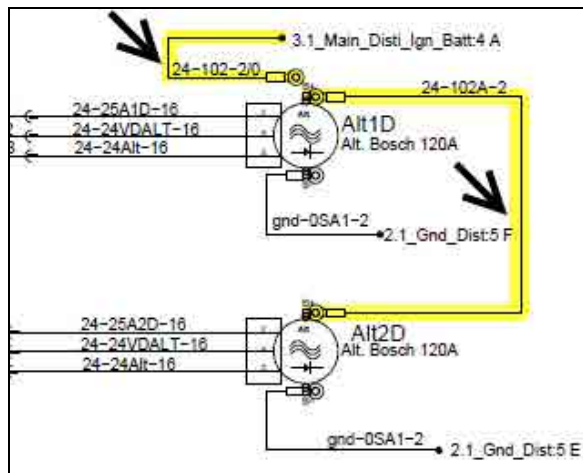 3.1_Main_Disti_Ign_Batt:4 A
24-102-2/0
24-102A-2
24-25A1D-16
24-24VDALT-16
24-24Alt-16
Alt
Alt1D
Alt. Bosch 120A
gnd-0SA1-2
2.1_Gnd_Dist:5 F
24-25A2D-16
24-24VDALT-16
24-24Alt-16
Alt
Alt2D
Alt. Bosch 120A
gnd-0SA1-2
2.1_Gnd_Dist:5 E